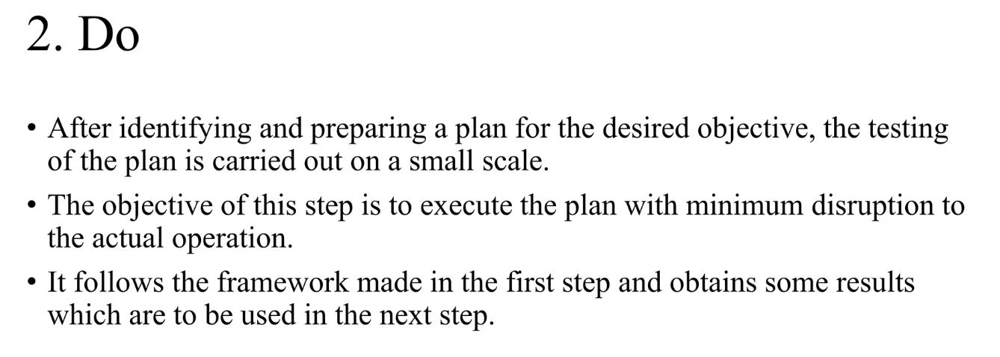 2. Do
• After identifying and preparing a plan for the desired objective, the testing
of the plan is carried out on a small scale.
• The objective of this step is to execute the plan with minimum disruption to
the actual operation.
• It follows the framework made in the first step and obtains some results
which are to be used in the next step.